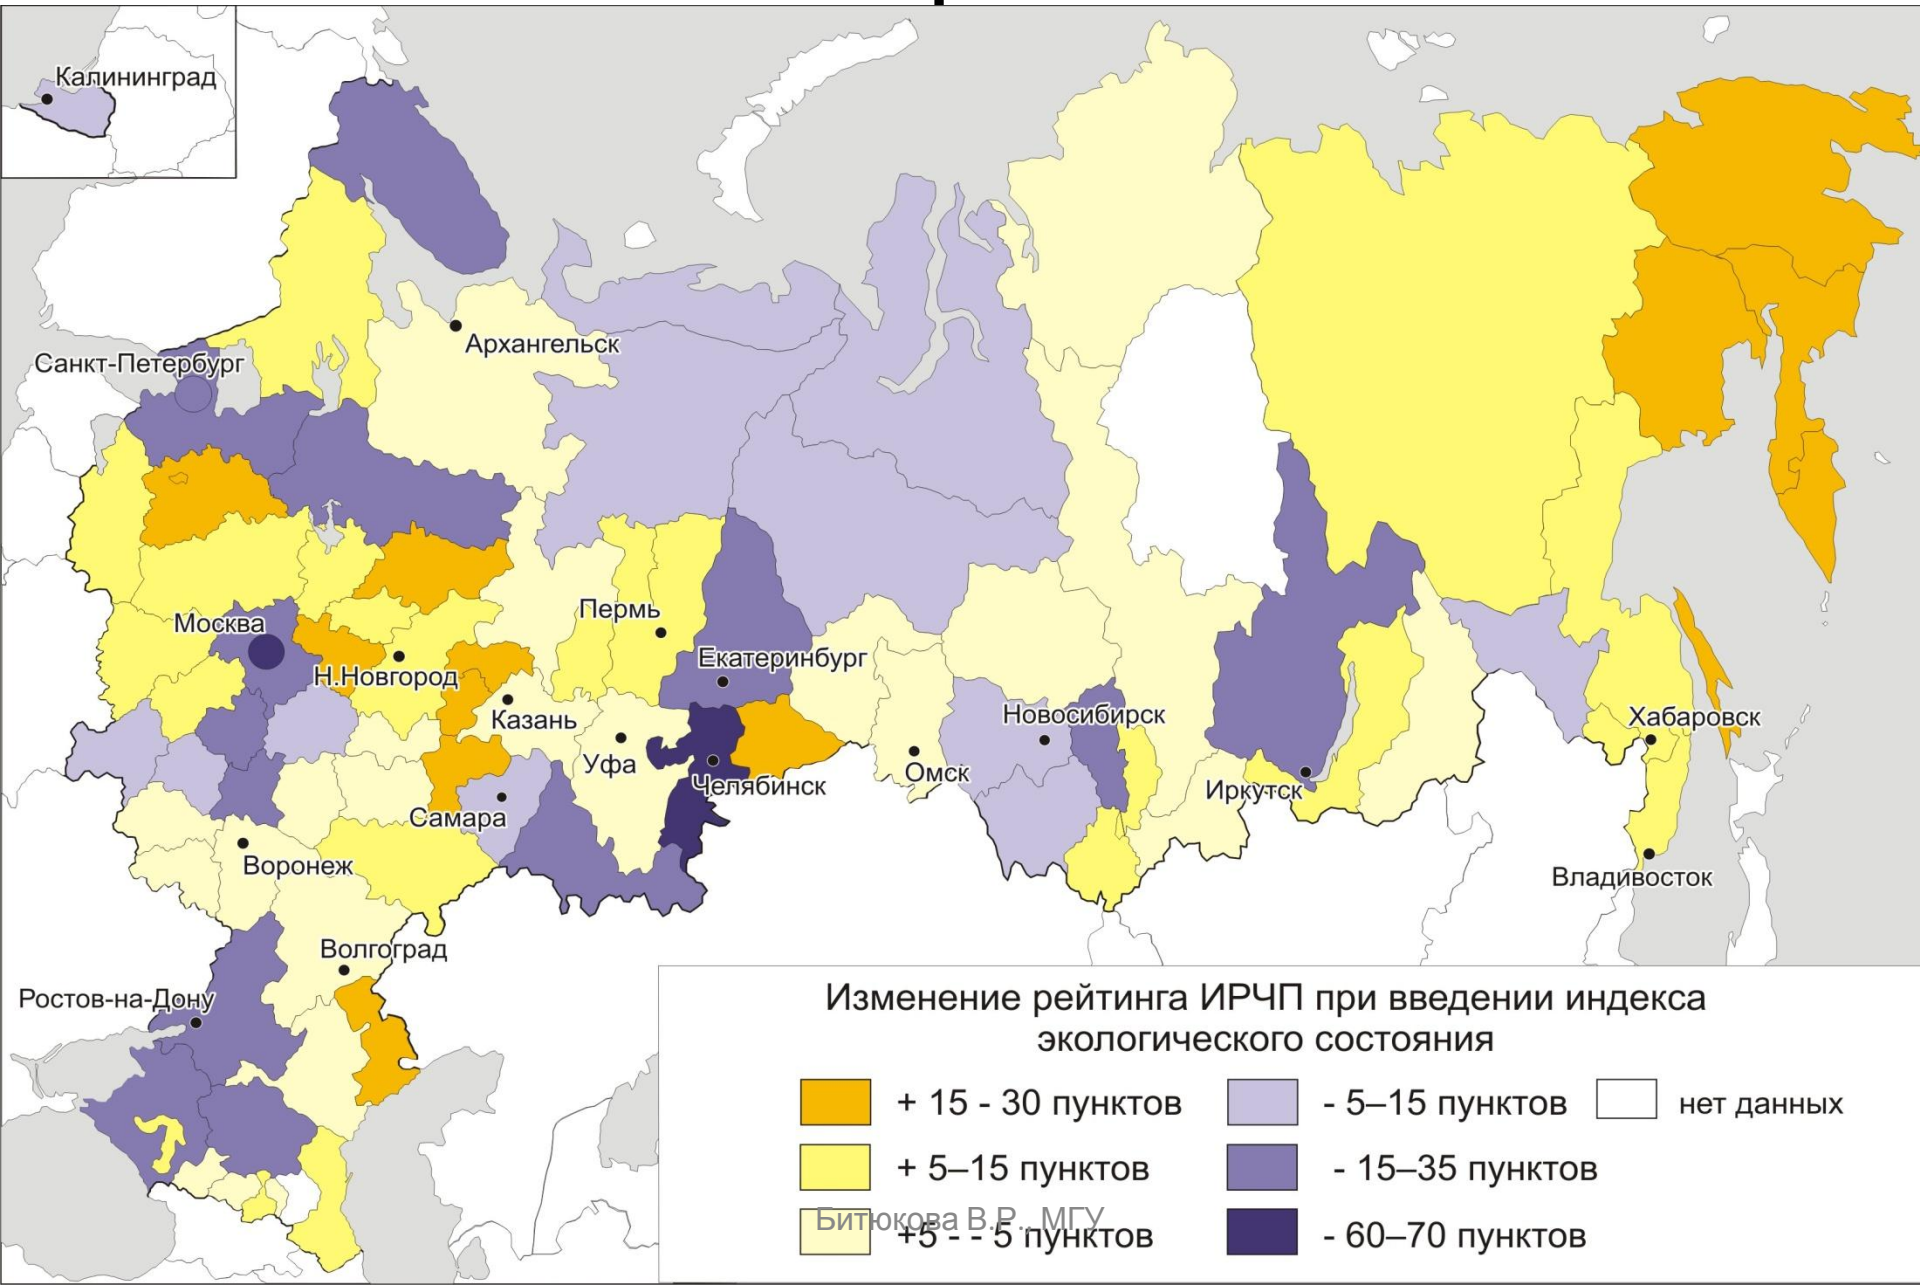 Калининград
Архангельск
Санкт-Петербург
Москва
Пермь
Н.Новгород
Екатеринбург
Казань
Новосибирск
Хабаровск
Уфа
Челябинск
Омск
Иркутск
Самара
Воронеж
Владивосток
Волгоград
Ростов-на-Дону
Изменение рейтинга ИРЧП при введении индекса
экологического состояния
+ 15 - 30 пунктов
- 5–15 пунктов
нет данных
+ 5–15 пунктов
- 15–35 пунктов
Битюкова В.Р., МГУ
+5 - - 5 пунктов
- 60–70 пунктов